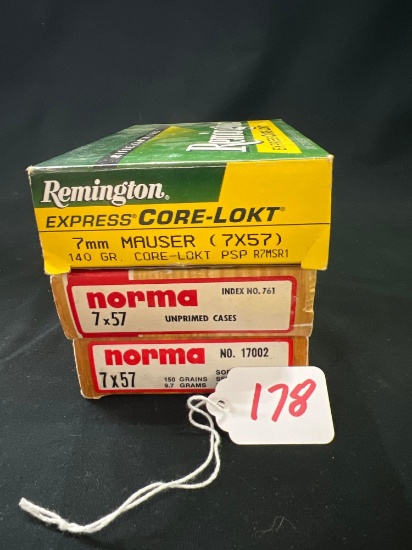 Remington
Remington.
EXPRESS® CORE-LOKT®
7mm MAUSER (7X57)
140 GR. CORE-LOKT PSP R7MSR1
norma INDEX NO. 761
7x57 UNPRIMED CASES
norma NO. 17002
7x57 150 GRAINS
9.7 GRAMS
178